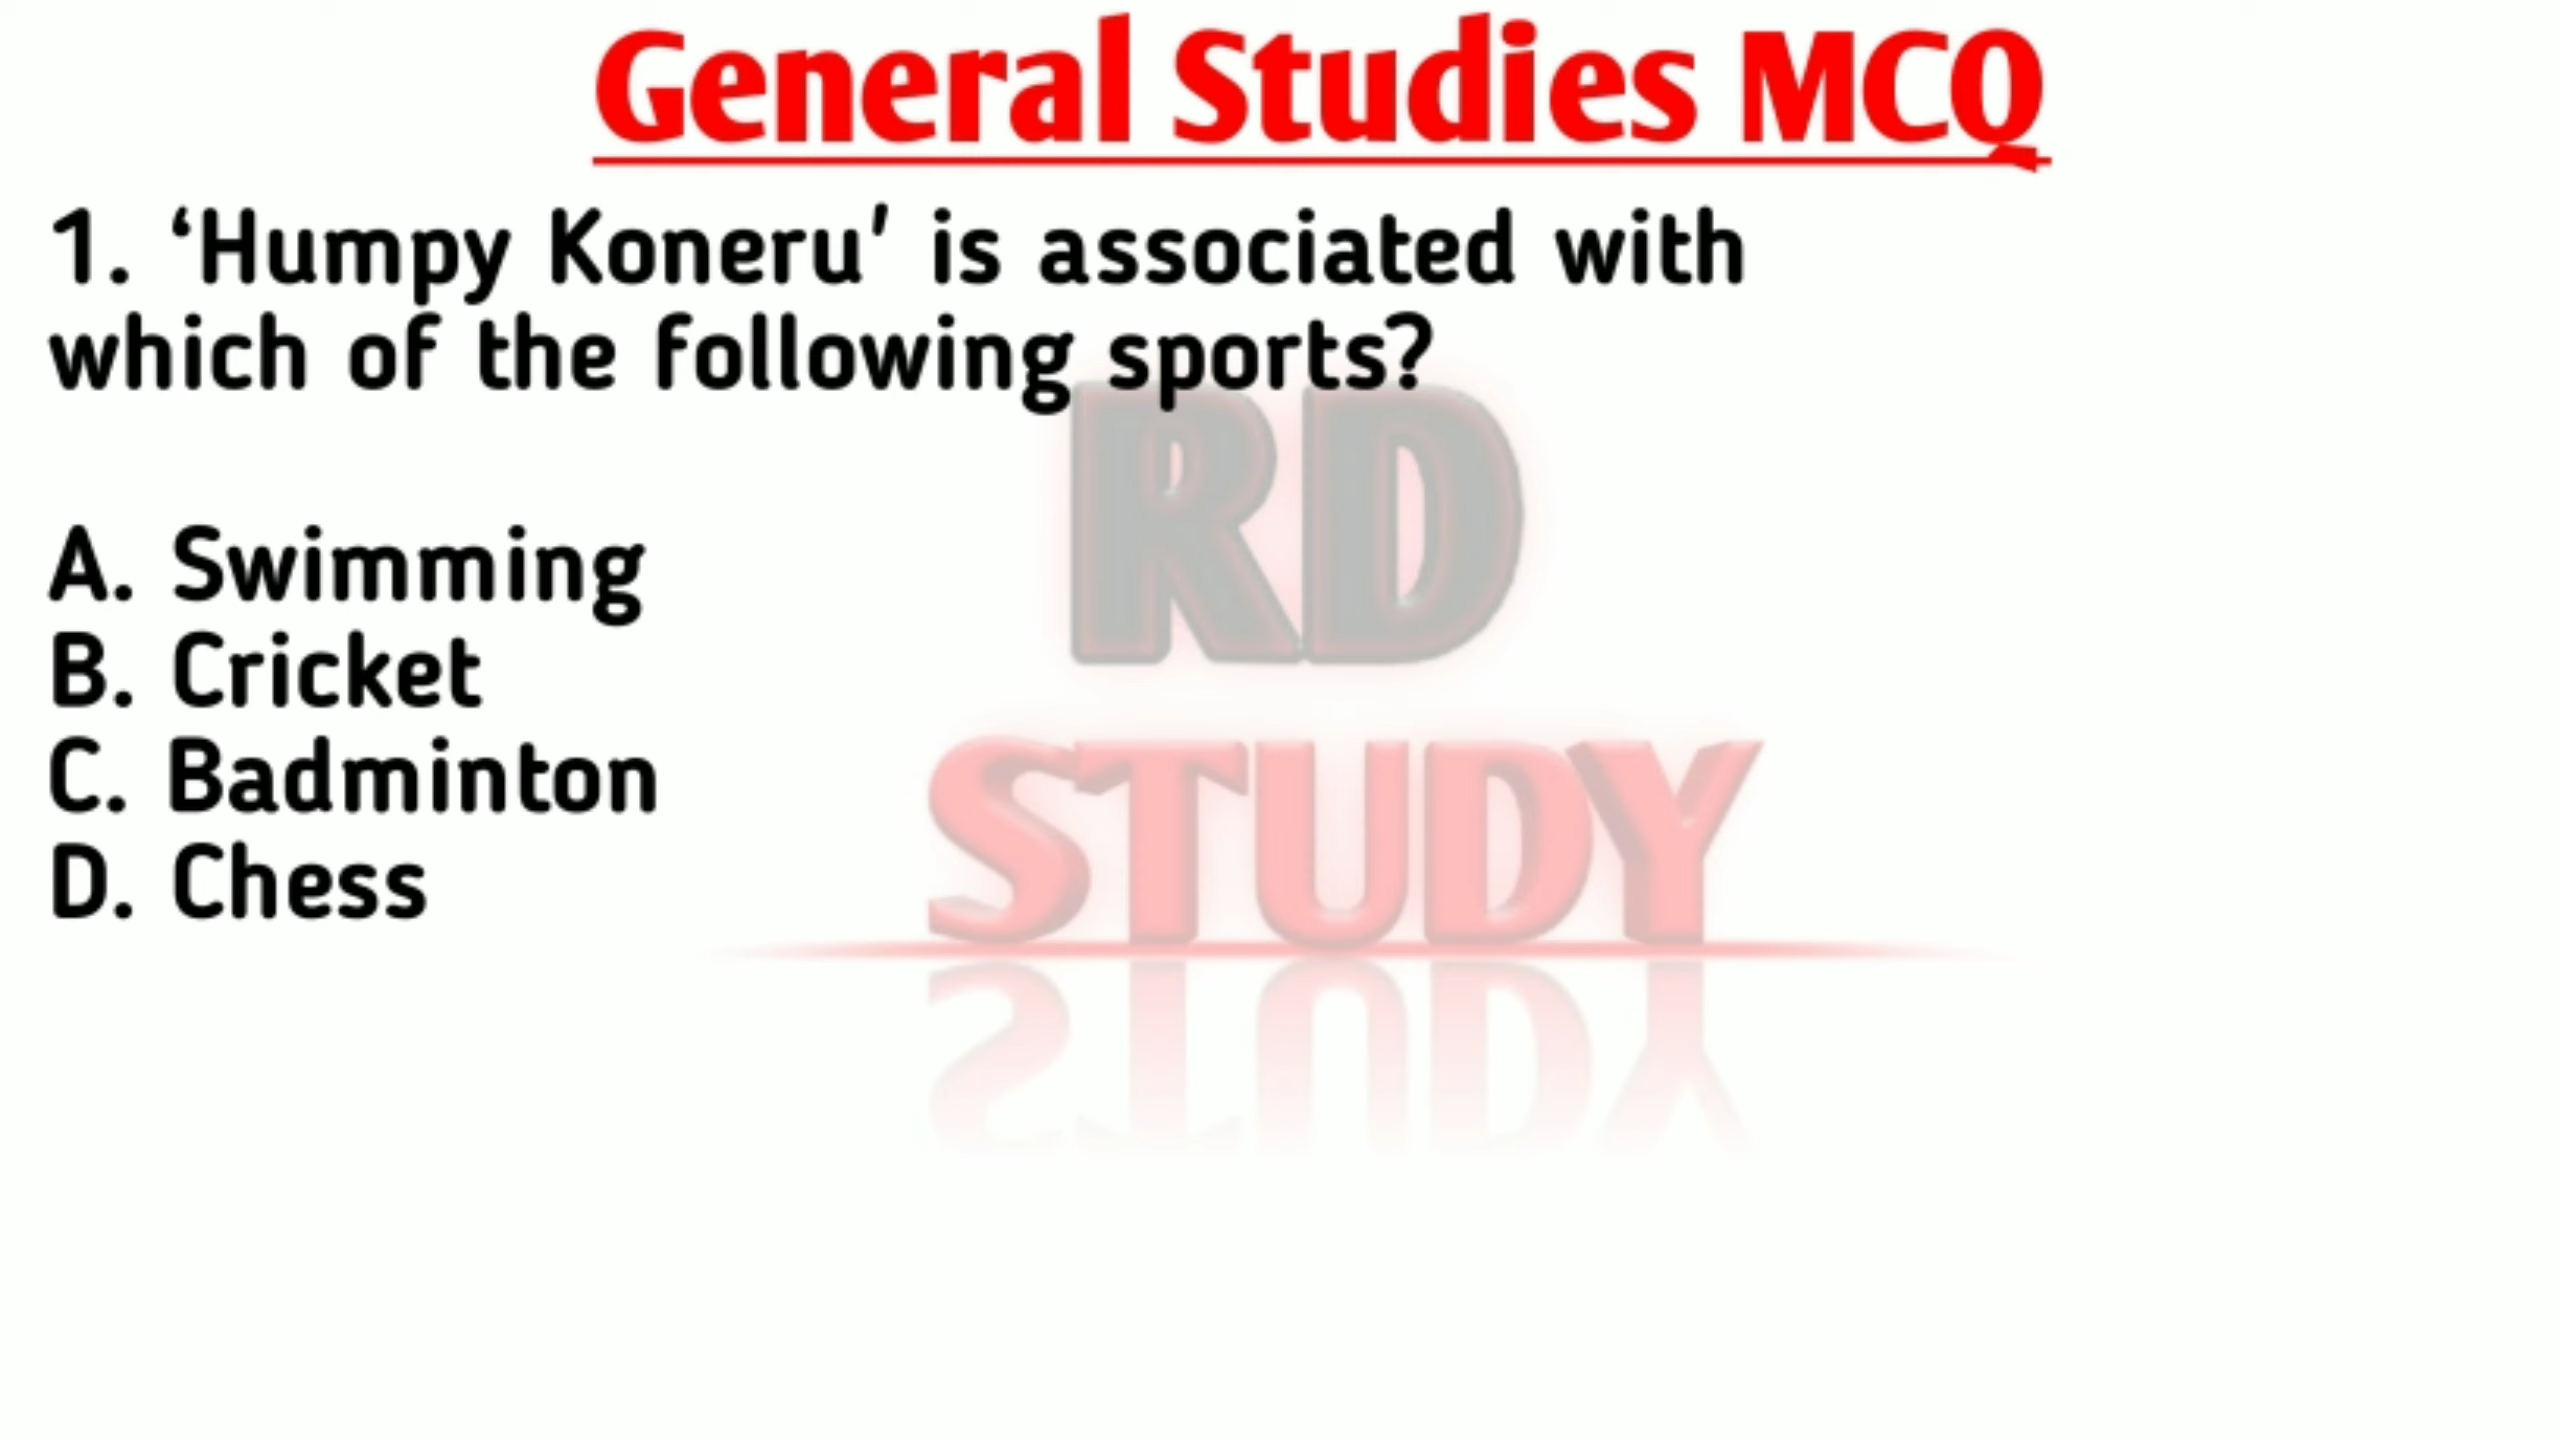 General Studies MCQ
1. ‘Humpy Koneru’ is associated with
which of the following sports?
A. Swimming
B. Cricket
C. Badminton
D. Chess
RD
STUDY